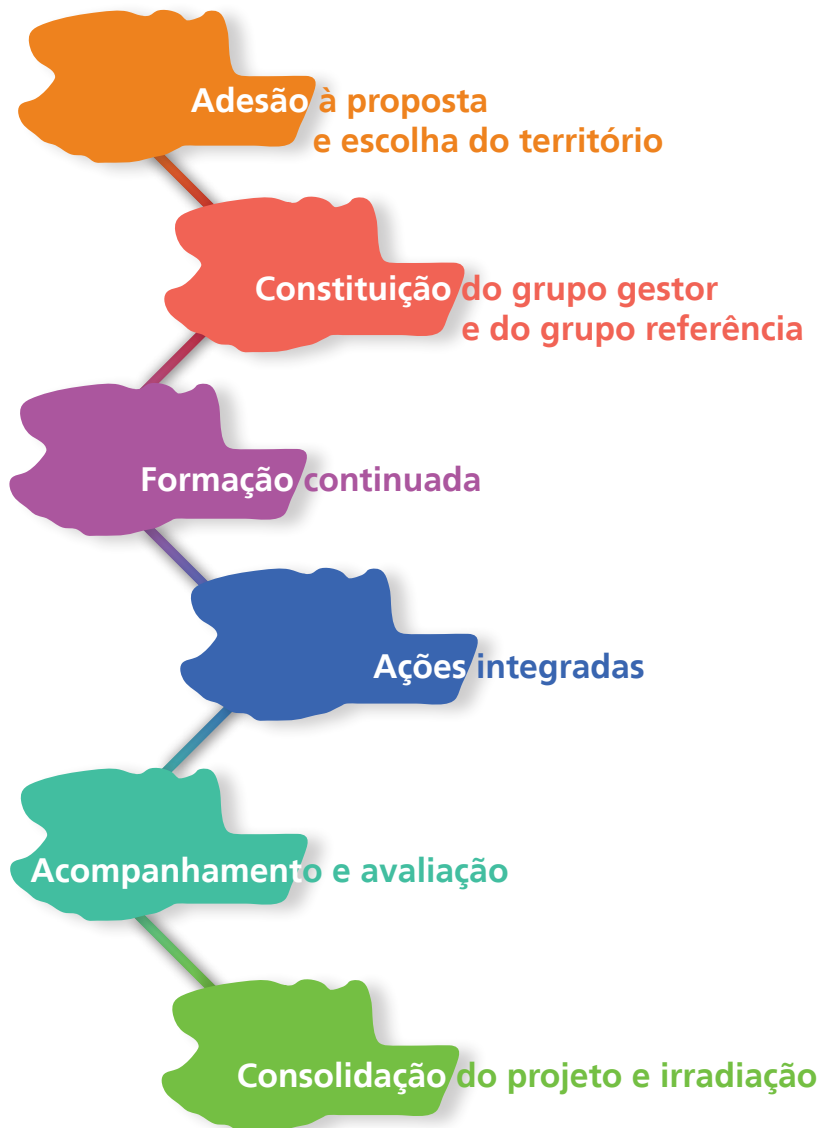 Adesão à proposta
e escolha do território
Constituição do grupo gestor
e do grupo referência
Formação continuada
Ações integradas
Acompanhamento e avaliação
Consolidação do projeto e irradiação